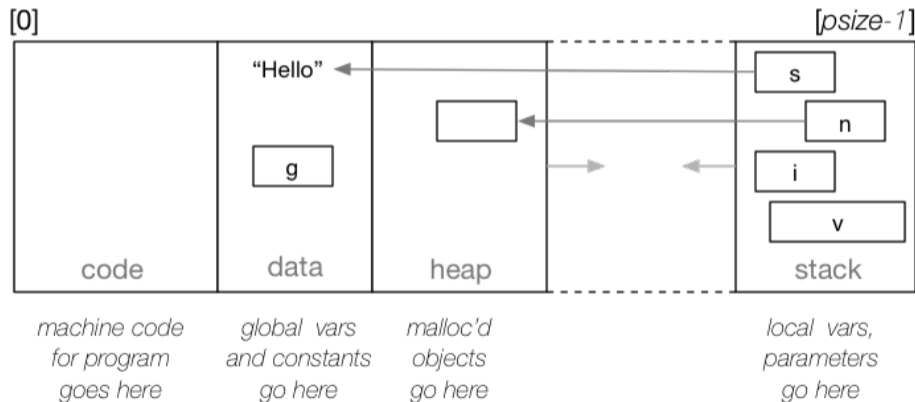 [0] [psize-1]
“Hello” s
n
g i
v
code data heap stack
machine code global vars malloc’d local vars,
for program and constants objects parameters
goes here go here go here go here